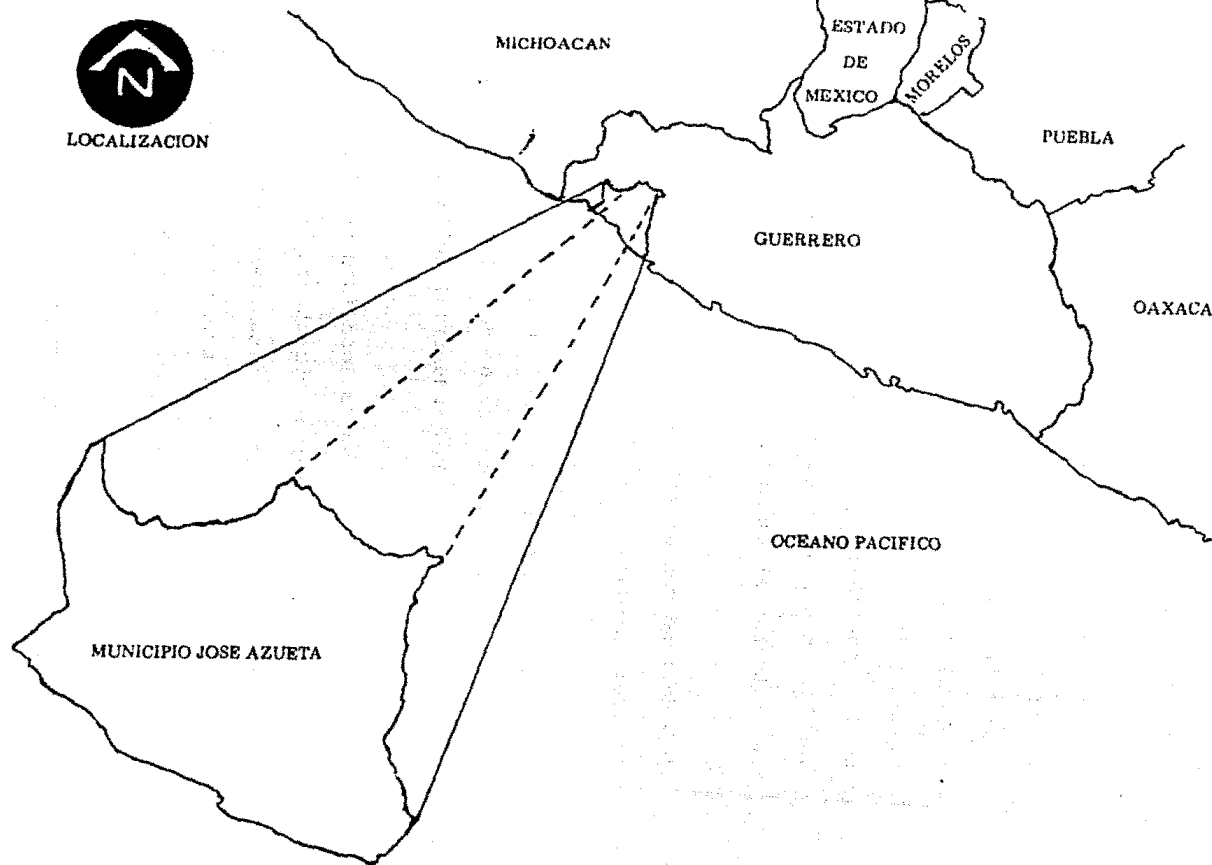 N
LOCALIZACION
MICHOACAN
ESTADO
DE
MEXICO
MORELOS
PUEBLA
GUERRERO
OAXACA
OCEANO PACIFICO
MUNICIPIO JOSE AZUETA